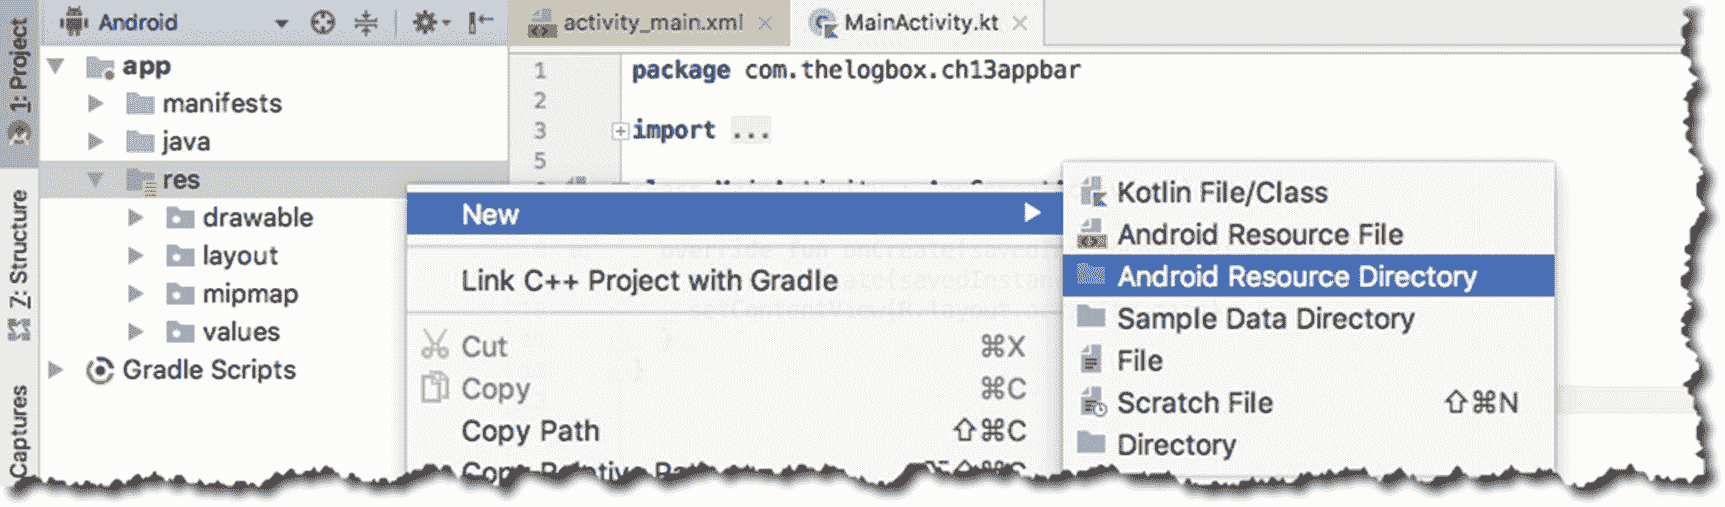 1: Project
7: Structure
Captures
Android
app
manifests
java
res
drawable
layout
mipmap
values
Gradle Scripts
activity_main.xml
MainActivity.kt
1 package com.thelogbox.ch13appbar
2
3 import ...
5
New
Link C++ Project with Gradle
Cut ⌘X
Copy ⌘C
Copy Path ⇧⌘C
Kotlin File/Class
Android Resource File
Android Resource Directory
Sample Data Directory
File
Scratch File ⇧⌘N
Directory